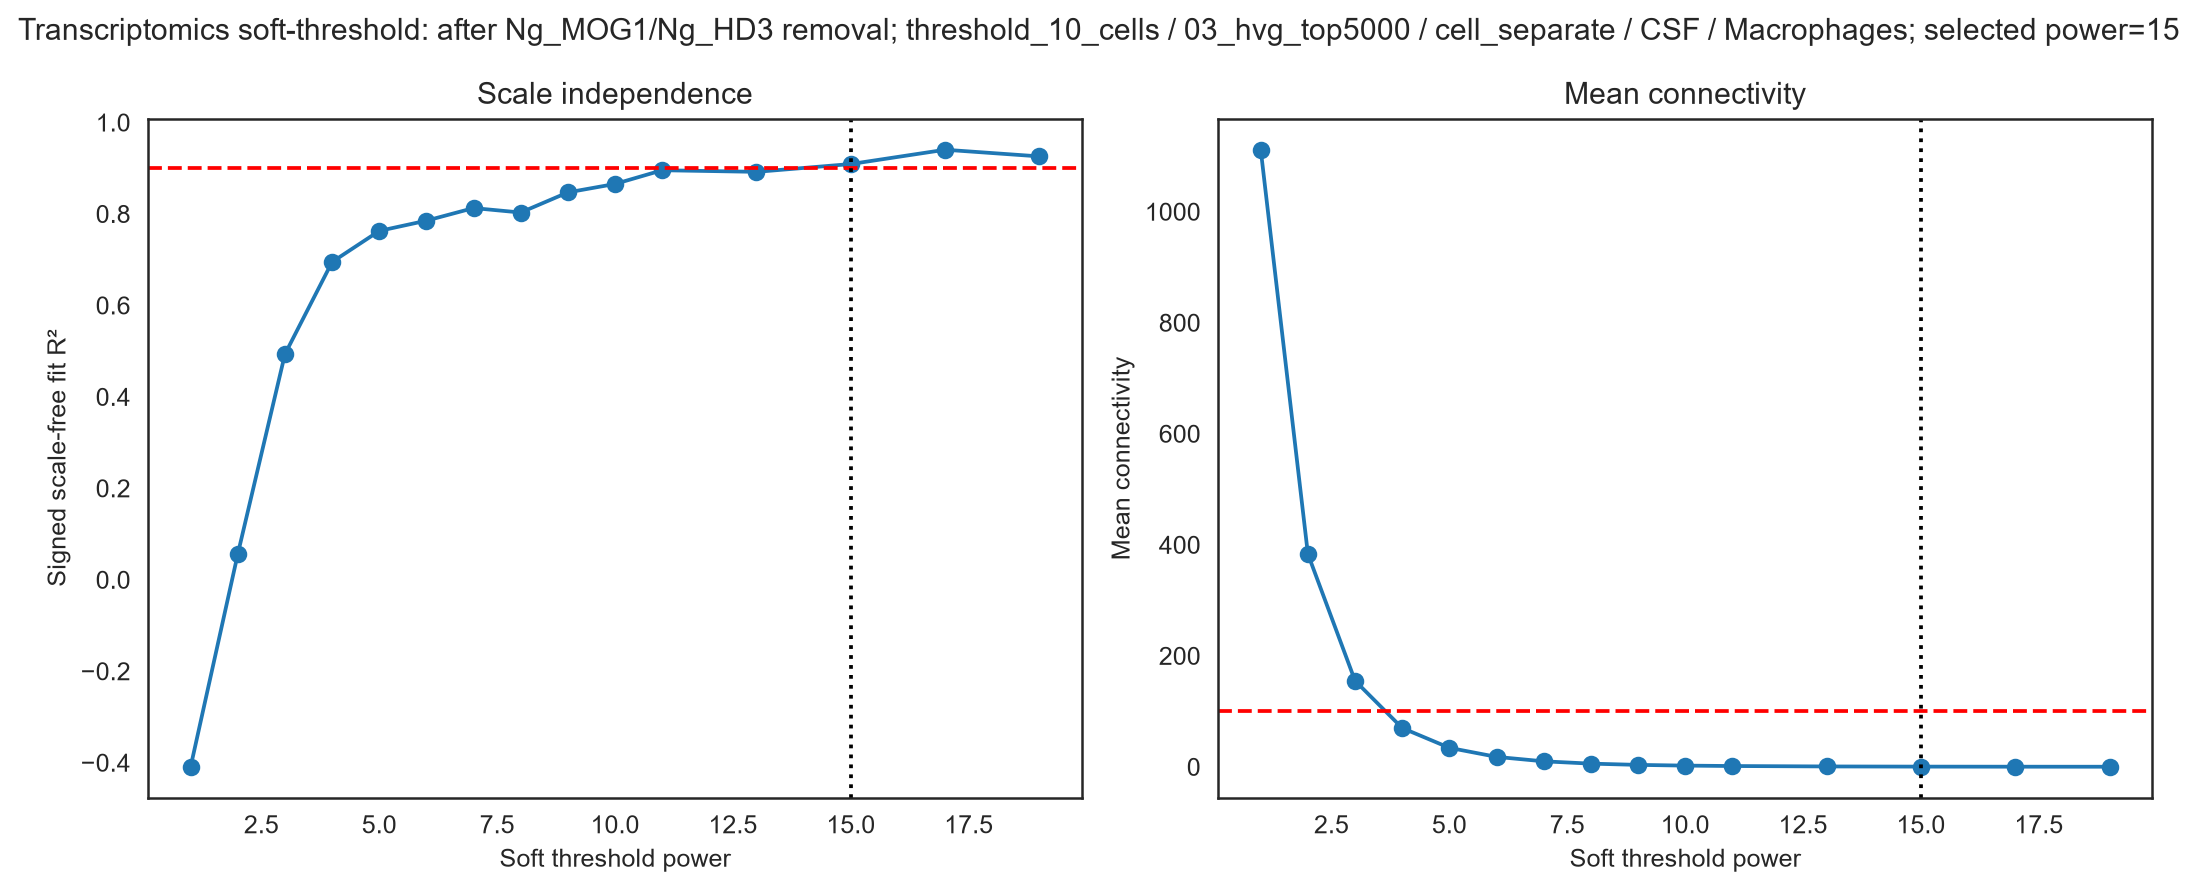 Transcriptomics soft-threshold: after Ng_MOG1/Ng_HD3 removal; threshold_10_cells / 03_hvg_top5000 / cell_separate / CSF / Macrophages; selected power=15
Scale independence
Signed scale-free fit R²
1.0
0.8
0.6
0.4
0.2
0.0
−0.2
−0.4
2.5 5.0 7.5 10.0 12.5 15.0 17.5
Soft threshold power
Mean connectivity
Mean connectivity
1000
800
600
400
200
0
2.5 5.0 7.5 10.0 12.5 15.0 17.5
Soft threshold power